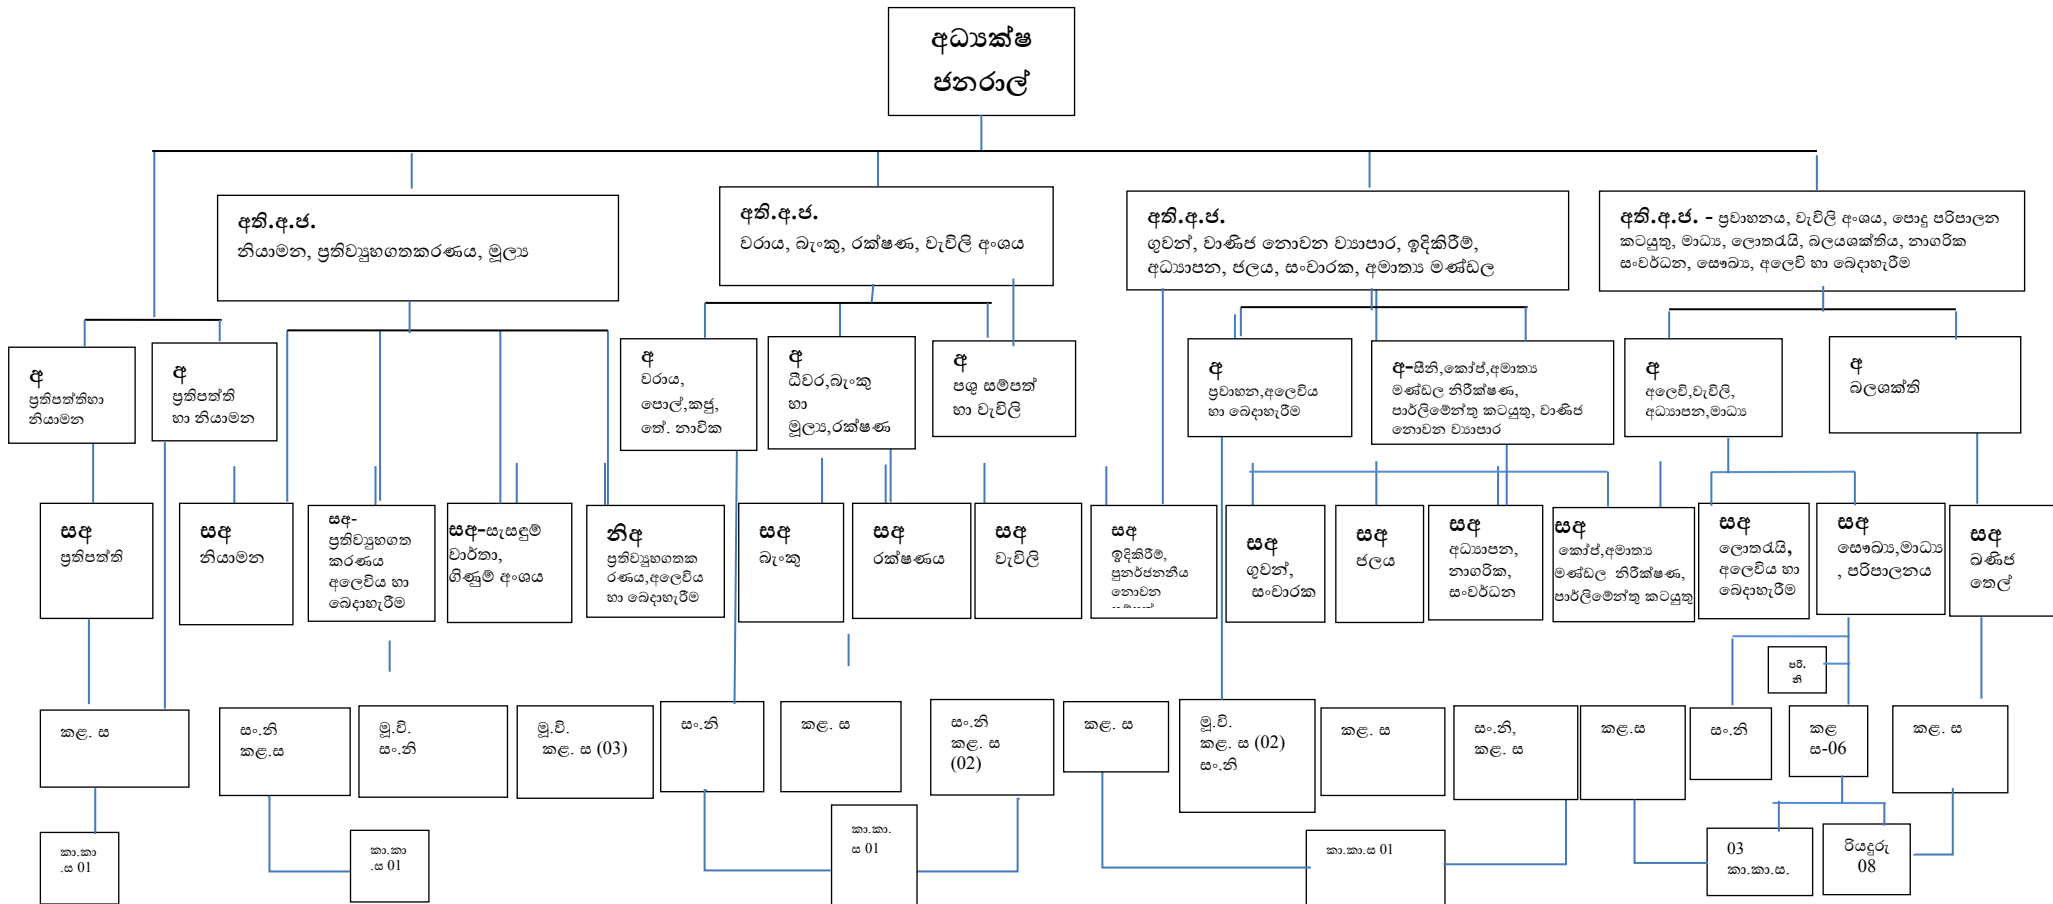 අධ්‍යක්ෂ
ජනරාල්
අති.අ.ජ.
නියාමන, ප්‍රතිව්‍යුහගතකරණය, මූල්‍ය
අති.අ.ජ.
වරාය, බැංකු, රක්ෂණ, වැවිලි අංශය
අති.අ.ජ.
ගුවන්, වාණිජ නොවන ව්‍යාපාර, ඉදිකිරීම්,
අධ්‍යාපන, ජලය, සංචාරක, අමාත්‍ය මණ්ඩල
අති.අ.ජ. - ප්‍රවාහනය, වැවිලි අංශය, පොදු පරිපාලන
කටයුතු, මාධ්‍ය, ලොතරැයි, බලයශක්තිය, නාගරික
සංවර්ධන, සෞඛ්‍ය, අලෙවි හා බෙදාහැරීම
අ
ප්‍රතිපත්තිහා
නියාමන
අ
ප්‍රතිපත්ති
හා නියාමන
අ
වරාය,
පොල්,කජු,
තේ. නාවික
අ
ධීවර,බැංකු
හා
මූල්‍ය,රක්ෂණ
අ
පශු සම්පත්
හා වැවිලි
අ
ප්‍රවාහන,අලෙවිය
හා බෙදාහැරීම
අ-සීනි,කෝප්,අමාත්‍ය
මණ්ඩල නිරීක්ෂණ,
පාර්ලිමේන්තු කටයුතු, වාණිජ
නොවන ව්‍යාපාර
අ
අලෙවි,වැවිලි,
අධ්‍යාපන,මාධ්‍ය
අ
බලශක්ති
සඅ
ප්‍රතිපත්ති
සඅ
නියාමන
සඅ-
ප්‍රතිව්‍යුහගත
කරණය
අලෙවිය හා
බෙදාහැරීම
සඅ-සැසඳුම්
වාර්තා,
ගිණුම් අංශය
නිඅ
ප්‍රතිව්‍යුහගතක
රණය,අලෙවිය
හා බෙදාහැරීම
සඅ
බැංකු
සඅ
රක්ෂණය
සඅ
වැවිලි
සඅ
ඉදිකිරීම්,
පුනර්ජනනීය
නොවන
සඅ
ගුවන්,
සංචාරක
සඅ
ජලය
සඅ
අධ්‍යාපන,
නාගරික,
සංවර්ධන
සඅ
කෝප්,අමාත්‍ය
මණ්ඩල නිරීක්ෂණ,
පාර්ලිමේන්තු කටයුතු
සඅ
ලොතරැයි,
අලෙවිය හා
බෙදාහැරීම
සඅ
සෞඛ්‍ය,මාධ්‍ය
, පරිපාලනය
සඅ
ඛණිජ
තෙල්
පරි.
නි
කළ. ස
සං.නි
කළ.ස
මූ.වි.
සං.නි
මූ.වි.
කළ. ස (03)
සං.නි
කළ. ස
සං.නි
කළ. ස
(02)
කළ. ස
මූ.වි.
කළ. ස (02)
සං.නි
කළ. ස
සං.නි,
කළ. ස
කළ.ස
සං.නි
කළ
ස-06
කළ. ස
කා.කා
.ස 01
කා.කා
.ස 01
කා.කා.
ස 01
කා.කා.ස 01
03
කා.කා.ස.
රියදුරු
08